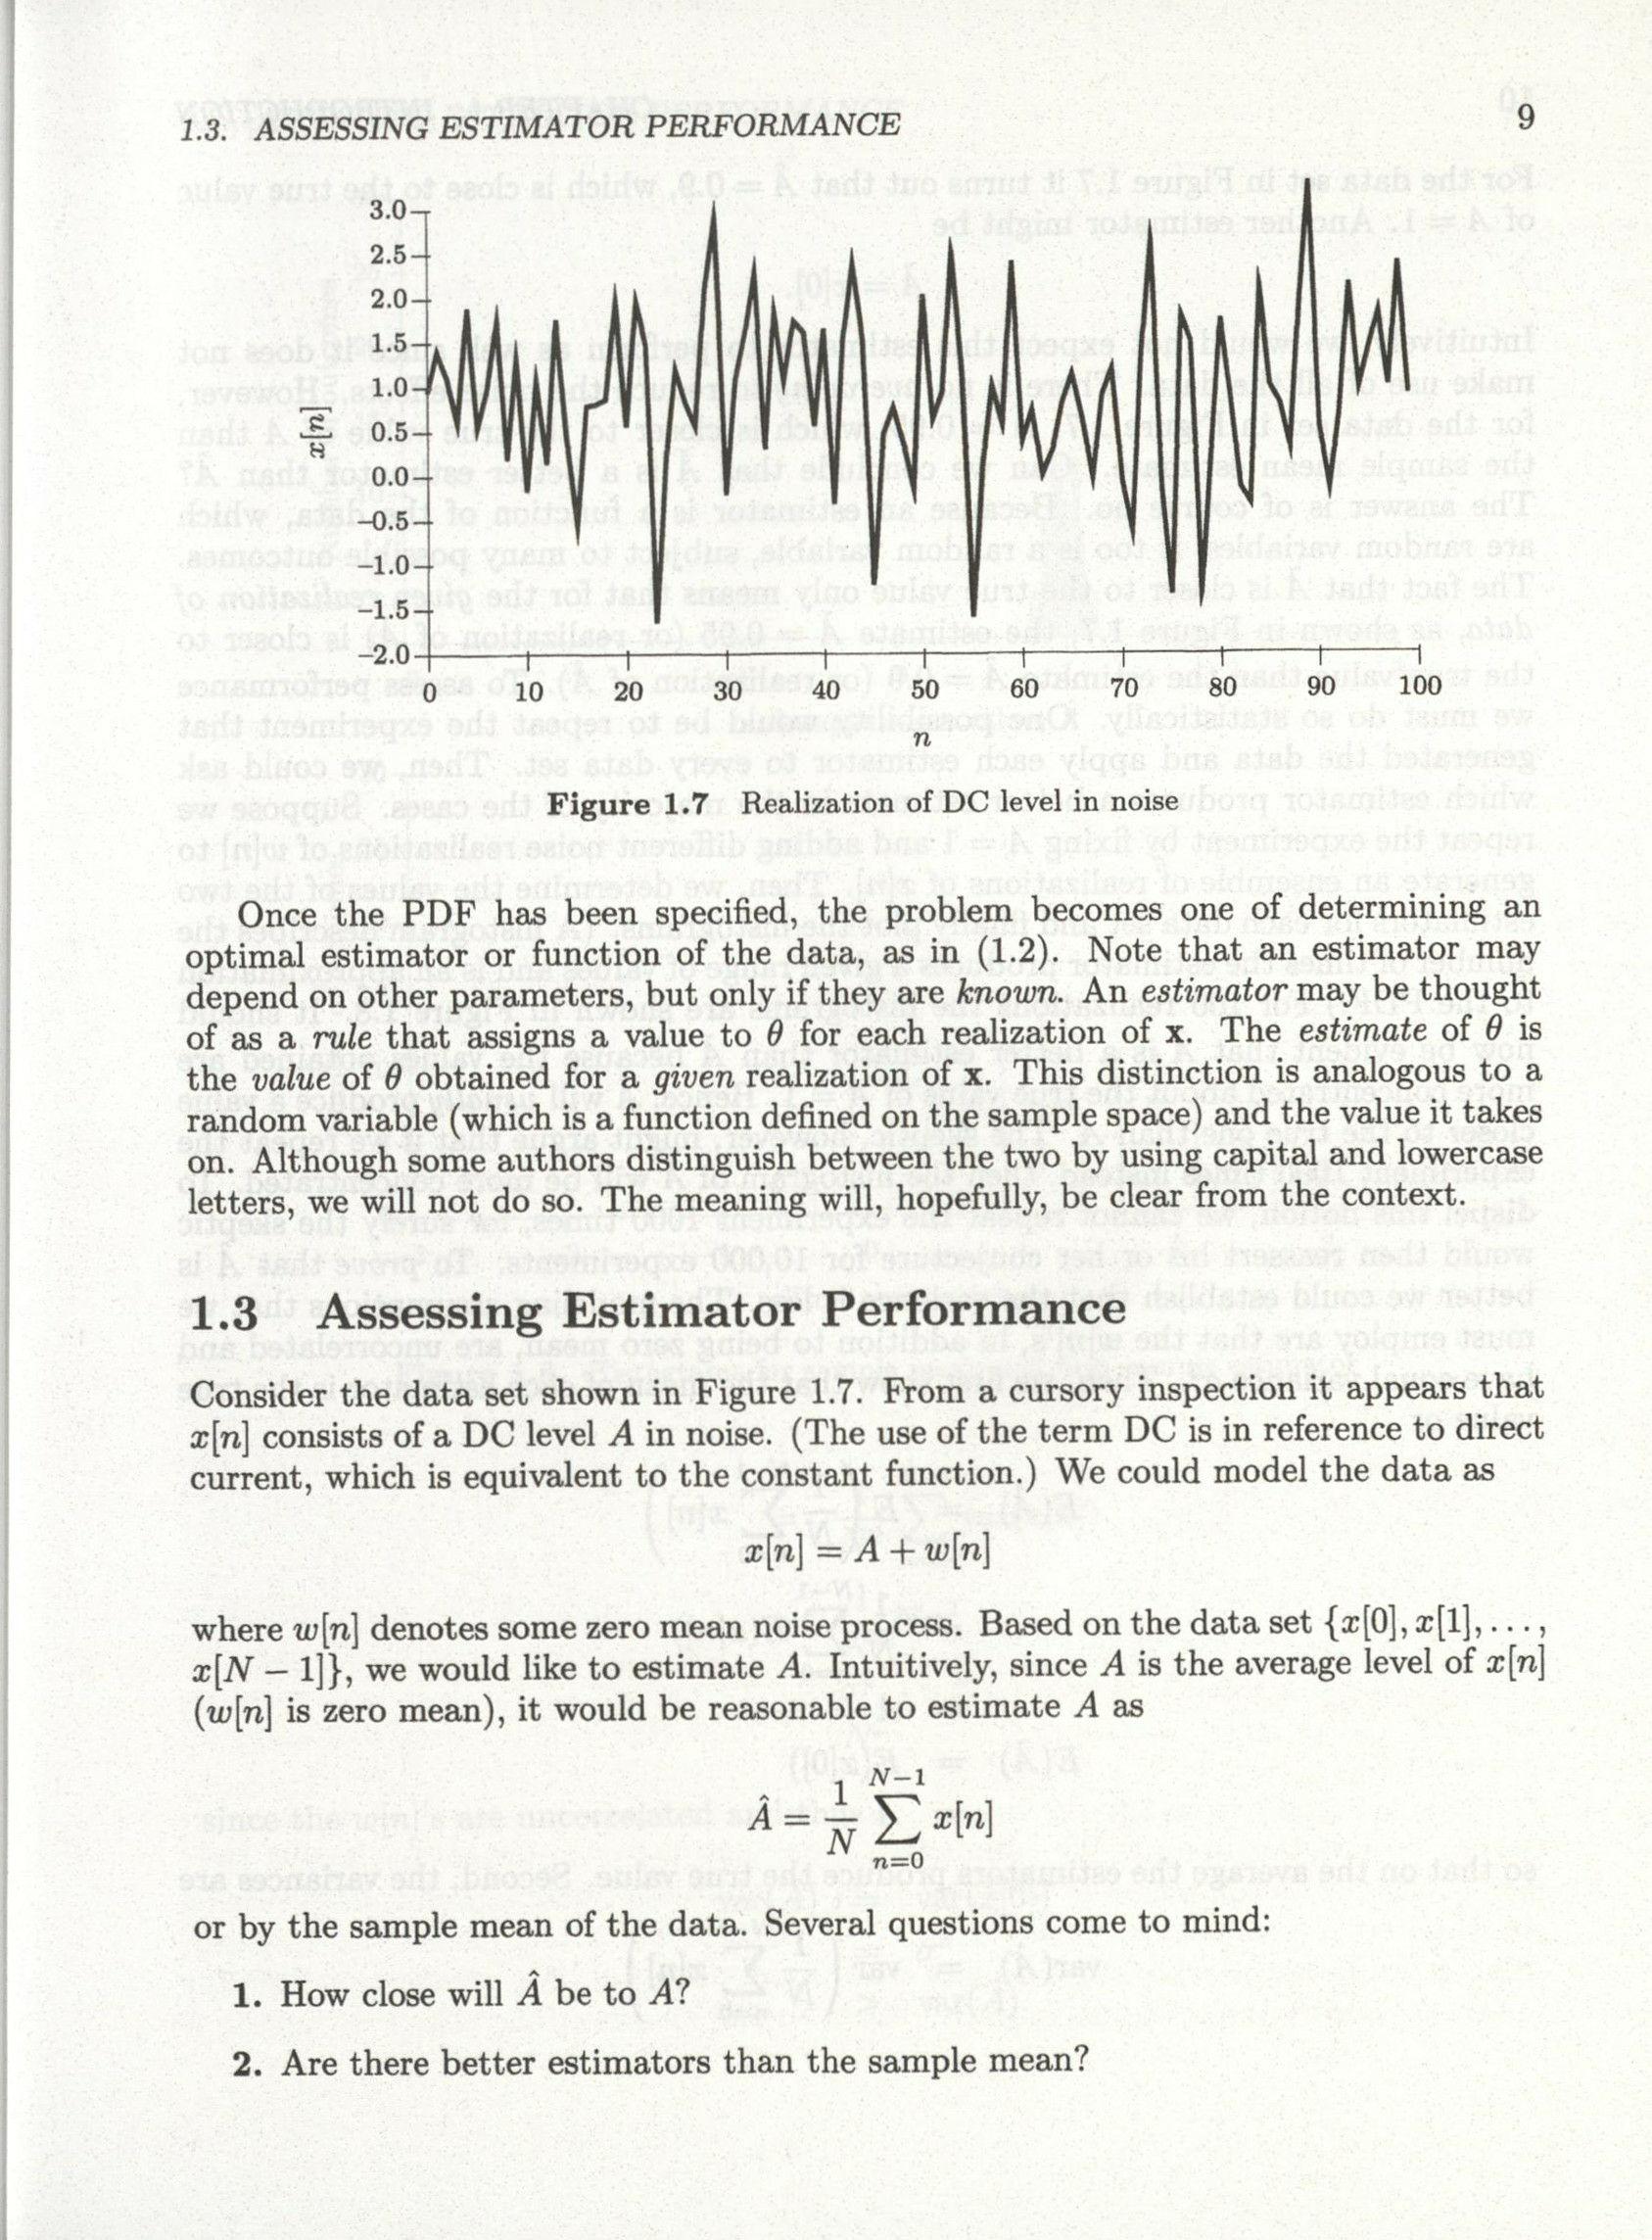 1.3. ASSESSING ESTIMATOR PERFORMANCE 9
3.0
2.5
2.0
1.5
1.0
0.5
0.0
−0.5
−1.0
−1.5
−2.0
x[n]
0 10 20 30 40 50 60 70 80 90 100
n
Figure 1.7 Realization of DC level in noise
Once the PDF has been specified, the problem becomes one of determining an
optimal estimator or function of the data, as in (1.2). Note that an estimator may
depend on other parameters, but only if they are known. An estimator may be thought
of as a rule that assigns a value to θ for each realization of x. The estimate of θ is
the value of θ obtained for a given realization of x. This distinction is analogous to a
random variable (which is a function defined on the sample space) and the value it takes
on. Although some authors distinguish between the two by using capital and lowercase
letters, we will not do so. The meaning will, hopefully, be clear from the context.
1.3 Assessing Estimator Performance
Consider the data set shown in Figure 1.7. From a cursory inspection it appears that
x[n] consists of a DC level A in noise. (The use of the term DC is in reference to direct
current, which is equivalent to the constant function.) We could model the data as
x[n] = A + w[n]
where w[n] denotes some zero mean noise process. Based on the data set {x[0], x[1], . . . ,
x[N − 1]}, we would like to estimate A. Intuitively, since A is the average level of x[n]
(w[n] is zero mean), it would be reasonable to estimate A as
Â = 1/N ∑_{n=0}^{N−1} x[n]
or by the sample mean of the data. Several questions come to mind:
1. How close will Â be to A?
2. Are there better estimators than the sample mean?